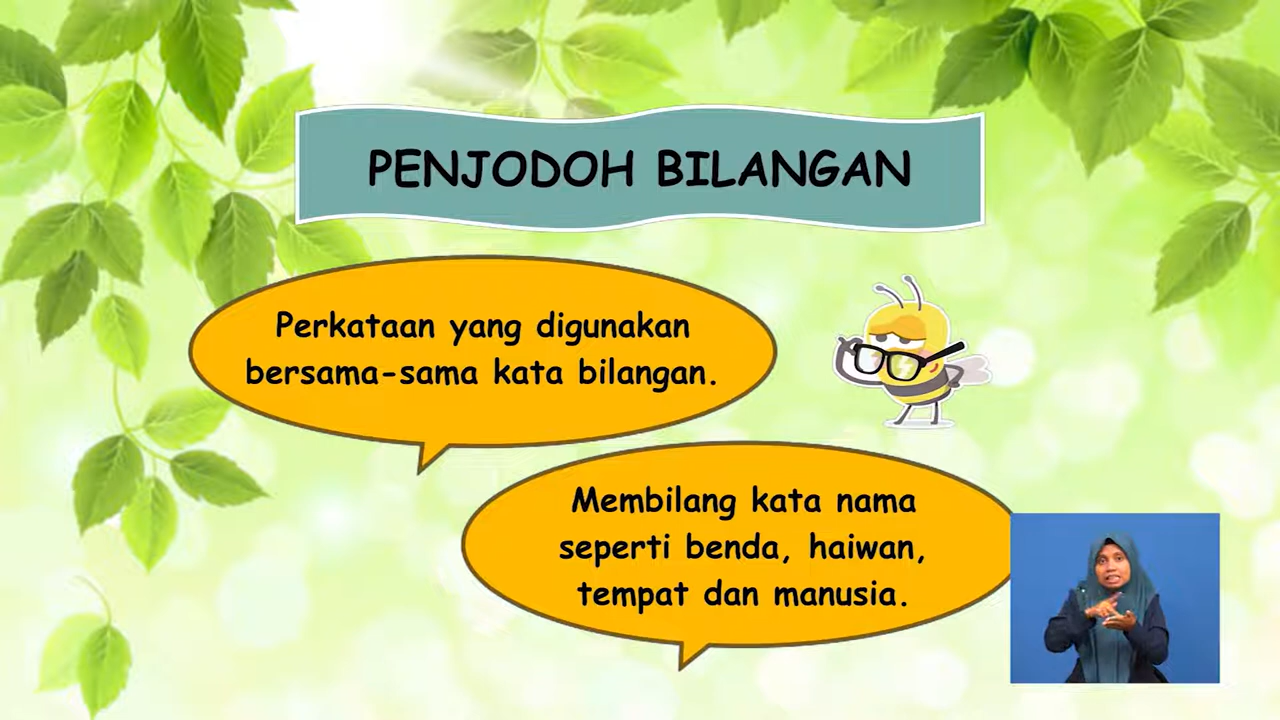 PENJODOH BILANGAN
Perkataan yang digunakan
bersama-sama kata bilangan.
Membilang kata nama
seperti benda, haiwan,
tempat dan manusia.